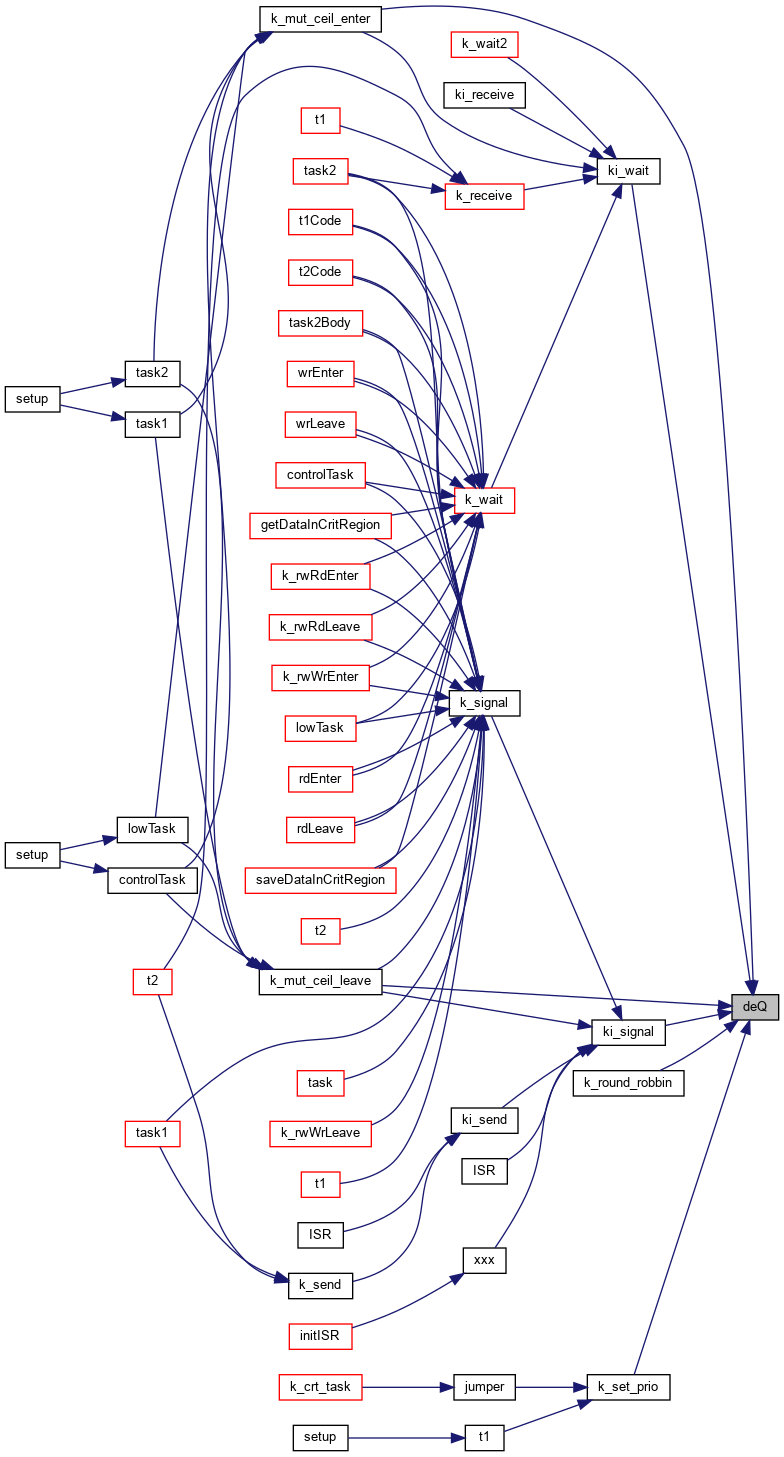 k_mut_ceil_enter
k_wait2
ki_receive
t1
task2
ki_wait
k_receive
t1Code
t2Code
task2Body
task2
wrEnter
setup
wrLeave
task1
controlTask
k_wait
getDataInCritRegion
k_rwRdEnter
k_rwRdLeave
k_rwWrEnter
k_signal
lowTask
rdEnter
lowTask
rdLeave
setup
controlTask
saveDataInCritRegion
t2
t2
k_mut_ceil_leave
deQ
ki_signal
task
k_round_robbin
ki_send
task1
k_rwWrLeave
ISR
t1
ISR
xxx
k_send
initISR
k_crt_task
jumper
k_set_prio
setup
t1